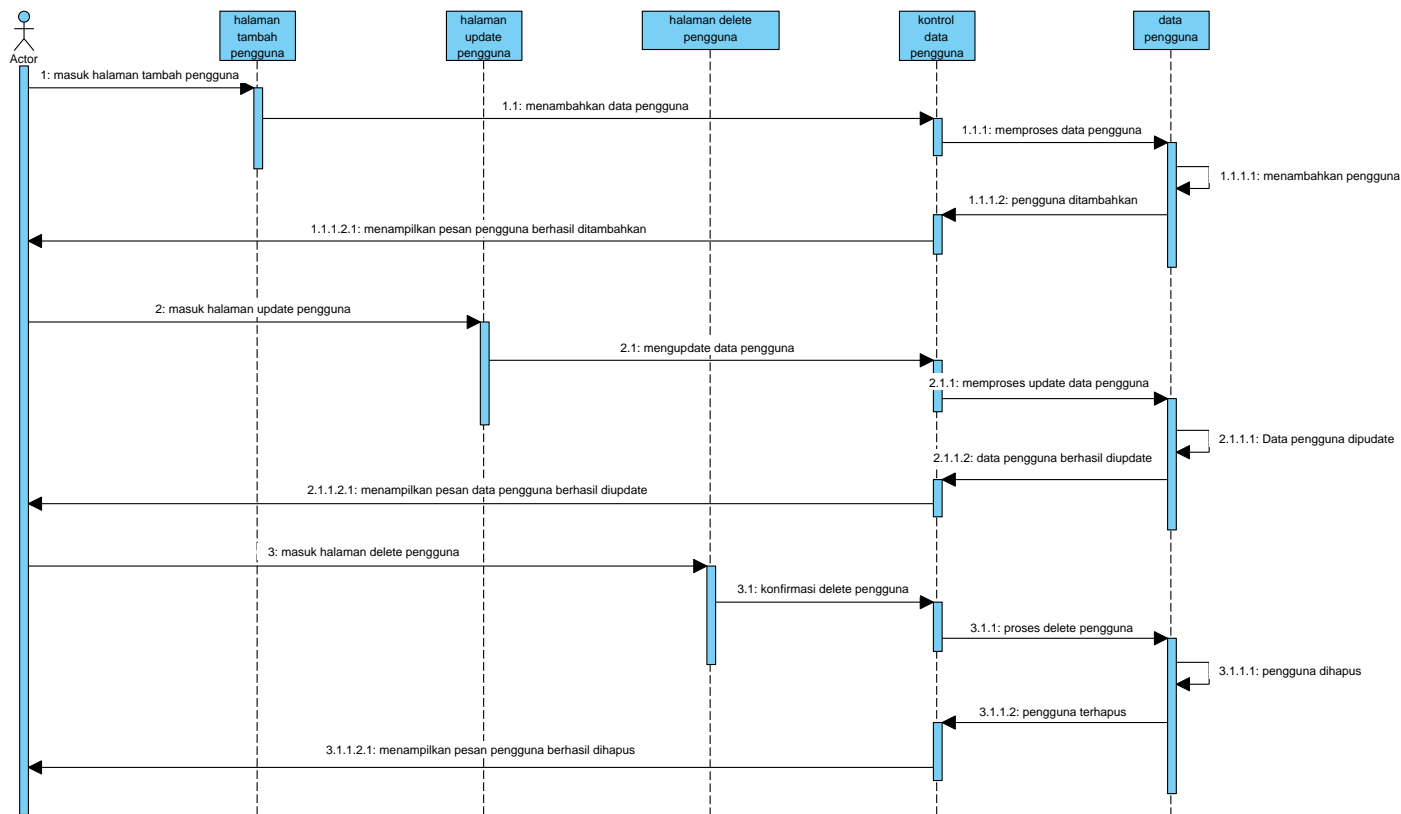 halaman
tambah
pengguna
halaman
update
pengguna
halaman delete
pengguna
kontrol
data
pengguna
data
pengguna
Actor
1: masuk halaman tambah pengguna
1.1: menambahkan data pengguna
1.1.1: memproses data pengguna
1.1.1.1: menambahkan pengguna
1.1.1.2: pengguna ditambahkan
1.1.1.2.1: menampilkan pesan pengguna berhasil ditambahkan
2: masuk halaman update pengguna
2.1: mengupdate data pengguna
2.1.1: memproses update data pengguna
2.1.1.1: Data pengguna dipudate
2.1.1.2: data pengguna berhasil diupdate
2.1.1.2.1: menampilkan pesan data pengguna berhasil diupdate
3: masuk halaman delete pengguna
3.1: konfirmasi delete pengguna
3.1.1: proses delete pengguna
3.1.1.1: pengguna dihapus
3.1.1.2: pengguna terhapus
3.1.1.2.1: menampilkan pesan pengguna berhasil dihapus